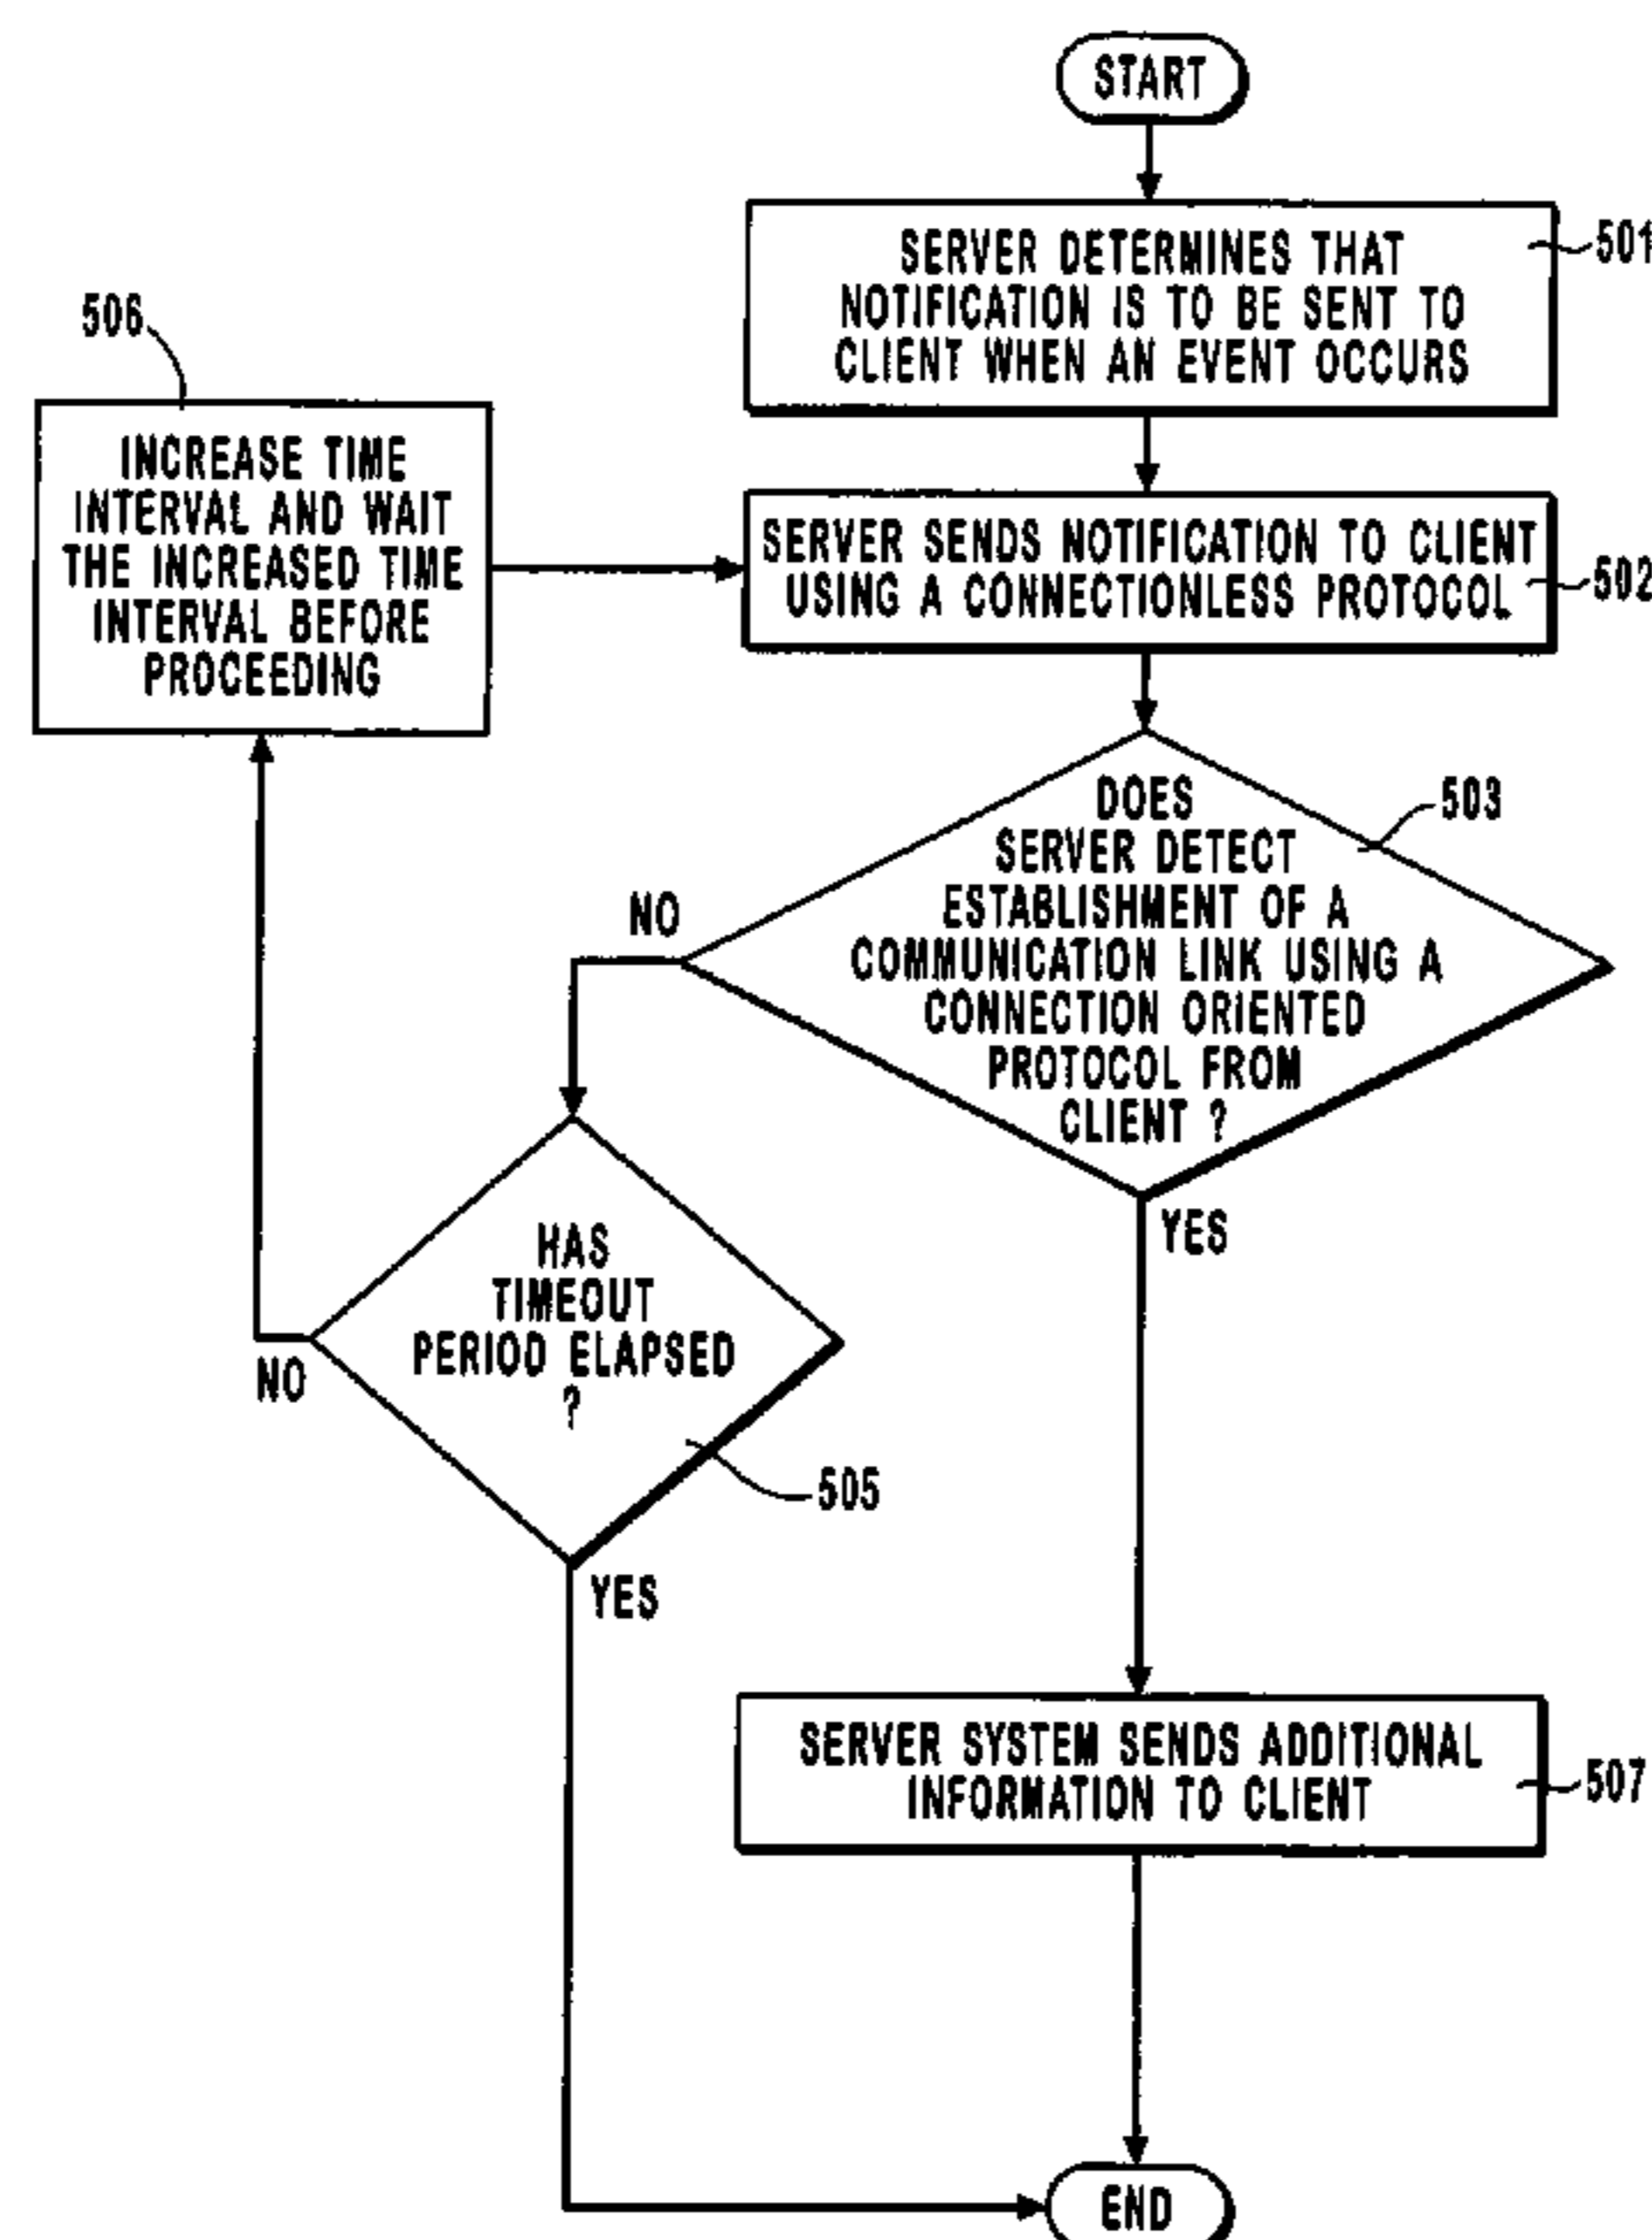 START
SERVER DETERMINES THAT
NOTIFICATION IS TO BE SENT TO
CLIENT WHEN AN EVENT OCCURS
501
506
INCREASE TIME
INTERVAL AND WAIT
THE INCREASED TIME
INTERVAL BEFORE
PROCEEDING
SERVER SENDS NOTIFICATION TO CLIENT
USING A CONNECTIONLESS PROTOCOL
502
DOES
SERVER DETECT
ESTABLISHMENT OF A
COMMUNICATION LINK USING A
CONNECTION ORIENTED
PROTOCOL FROM
CLIENT ?
503
NO
YES
HAS
TIMEOUT
PERIOD ELAPSED
?
NO
505
YES
SERVER SYSTEM SENDS ADDITIONAL
INFORMATION TO CLIENT
507
END